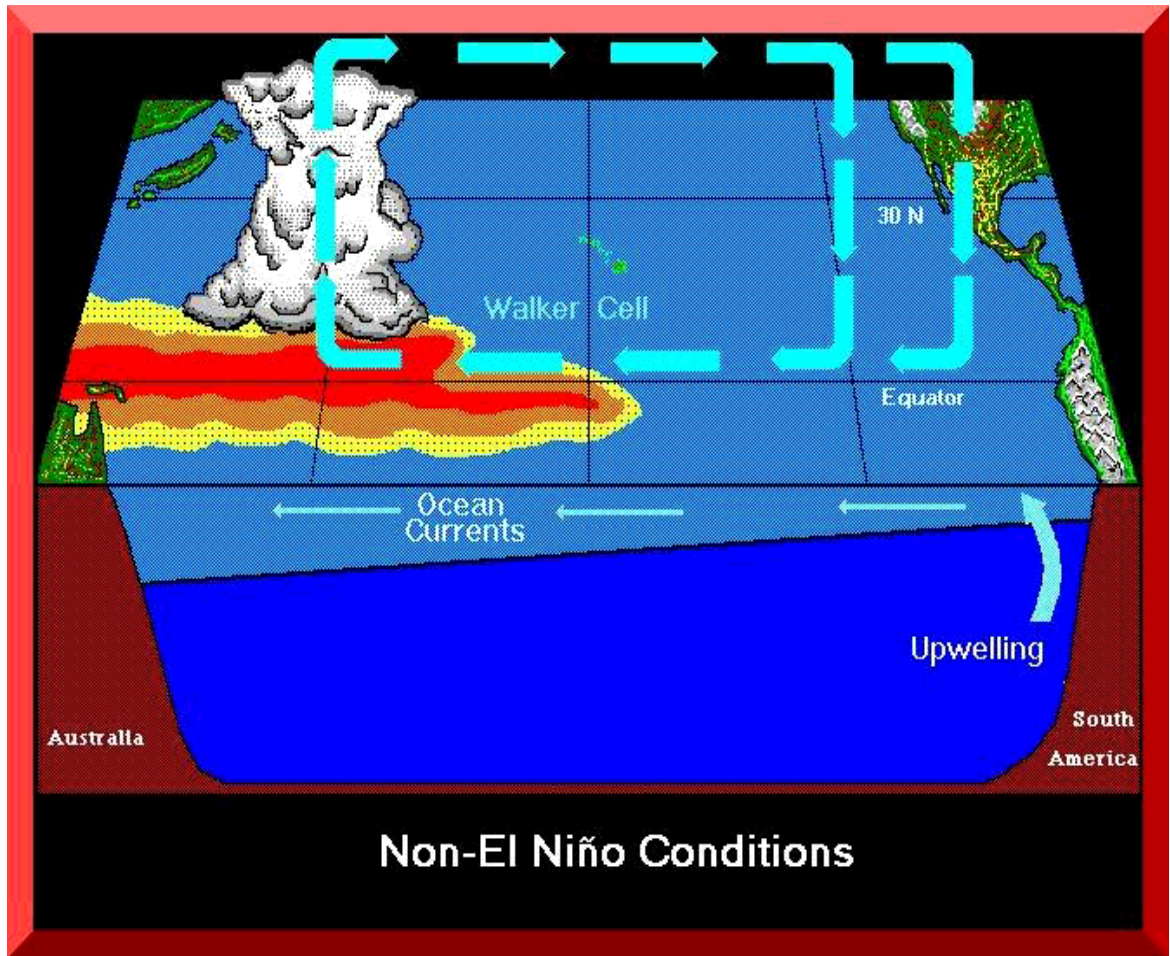 30 N
Walker Cell
Equator
Ocean
Currents
Upwelling
Australia
South
America
Non-El Niño Conditions